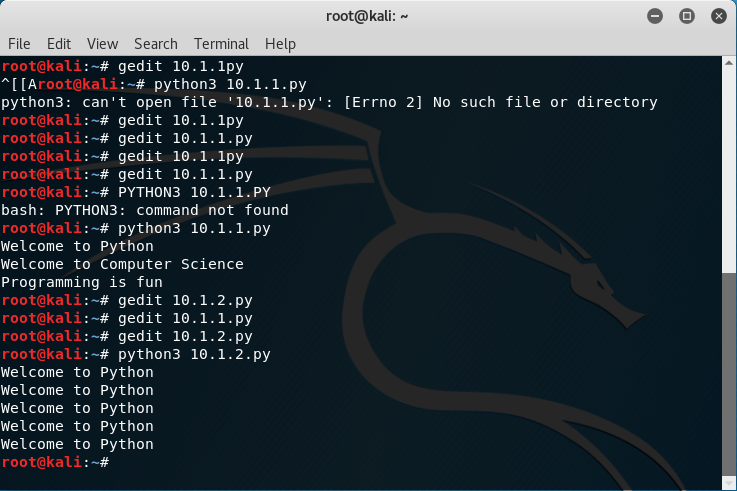 root@kali: ~
File Edit View Search Terminal Help
root@kali:~# gedit 10.1.1py
^[[Aroot@kali:~# python3 10.1.1.py
python3: can't open file '10.1.1.py': [Errno 2] No such file or directory
root@kali:~# gedit 10.1.1py
root@kali:~# gedit 10.1.1.py
root@kali:~# gedit 10.1.1py
root@kali:~# gedit 10.1.1.py
root@kali:~# PYTHON3 10.1.1.PY
bash: PYTHON3: command not found
root@kali:~# python3 10.1.1.py
Welcome to Python
Welcome to Computer Science
Programming is fun
root@kali:~# gedit 10.1.2.py
root@kali:~# gedit 10.1.1.py
root@kali:~# gedit 10.1.2.py
root@kali:~# python3 10.1.2.py
Welcome to Python
Welcome to Python
Welcome to Python
Welcome to Python
Welcome to Python
root@kali:~#